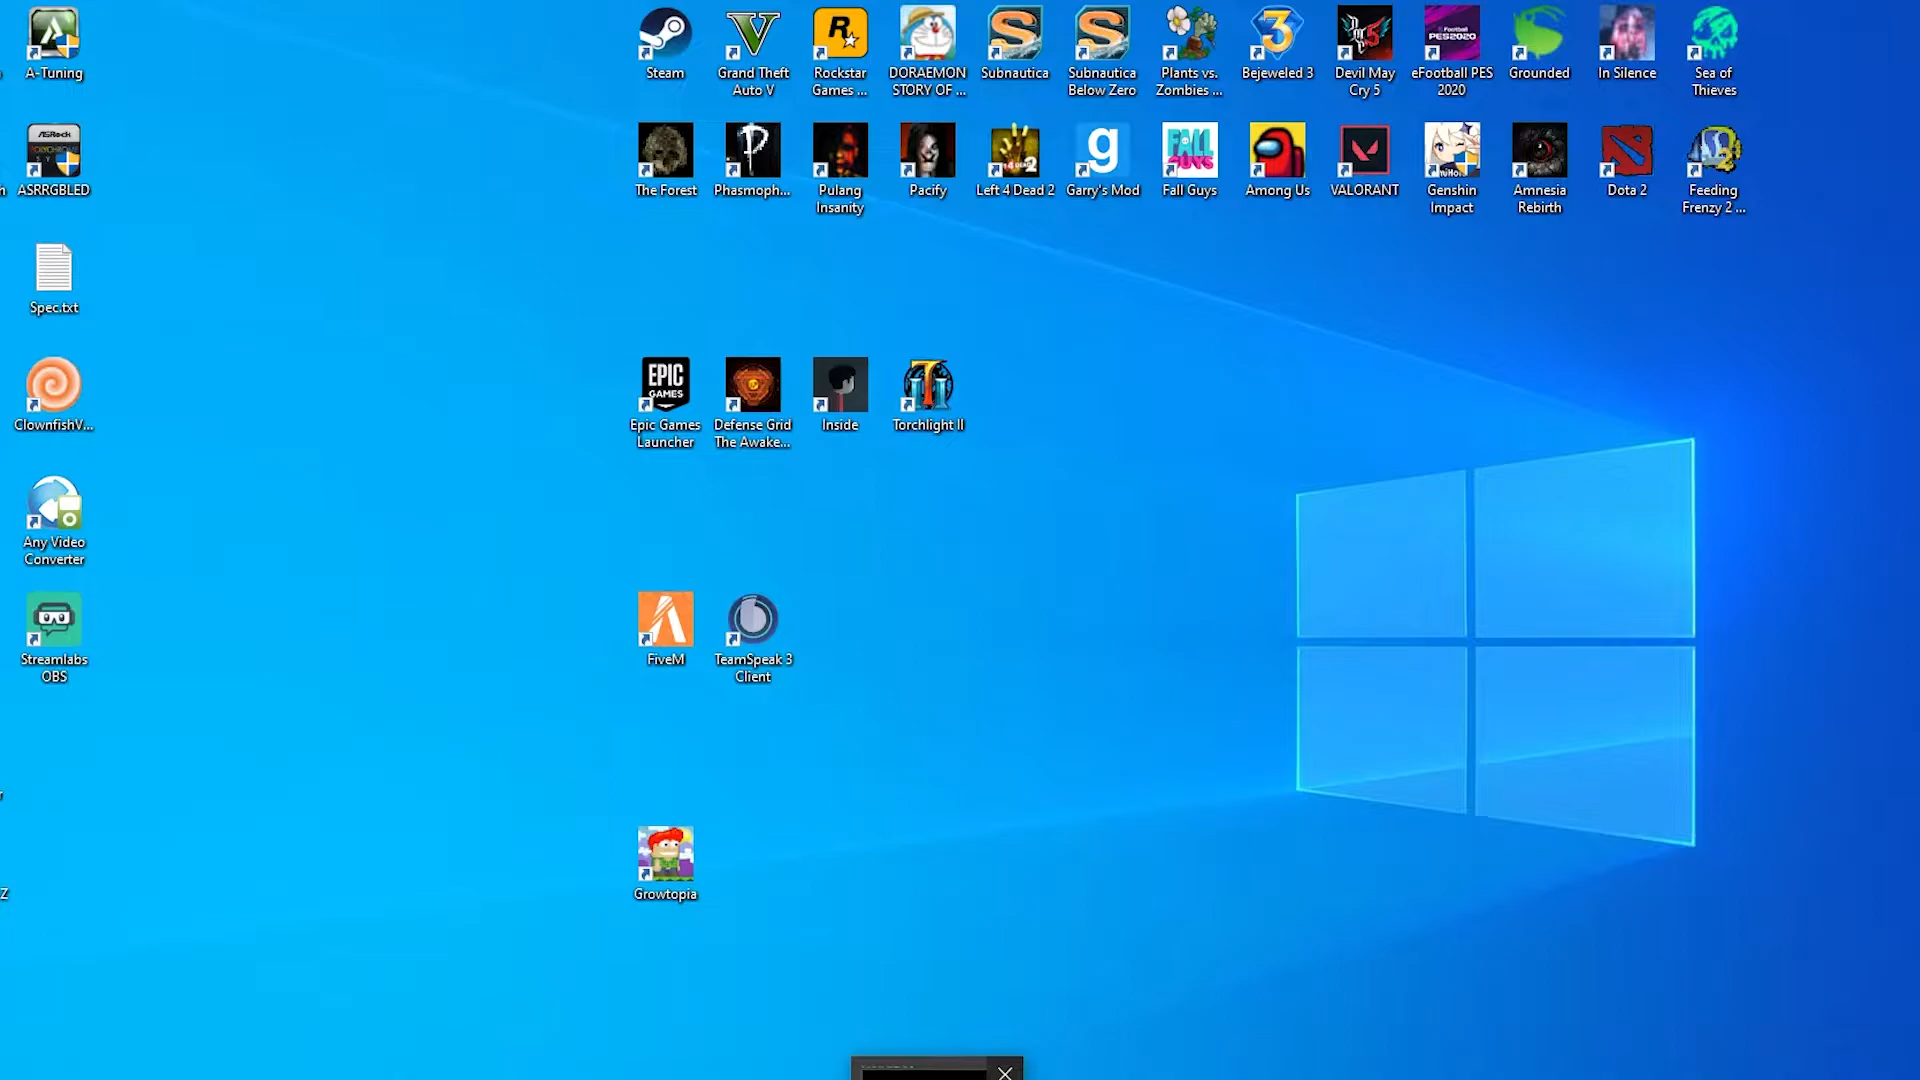 A-Tuning
Steam
Grand Theft
Auto V
Rockstar
Games ...
DORAEMON
STORY OF ...
Subnautica
Subnautica
Below Zero
Plants vs.
Zombies ...
Bejeweled 3
Devil May
Cry 5
eFootball PES
2020
Grounded
In Silence
Sea of
Thieves
ASRRGBLED
The Forest
Phasmoph...
Pulang
Insanity
Pacify
Left 4 Dead 2
Garry's Mod
Fall Guys
Among Us
VALORANT
Genshin
Impact
Amnesia
Rebirth
Dota 2
Feeding
Frenzy 2 ...
Spec.txt
ClownfishV...
EPIC
GAMES
Epic Games
Launcher
Defense Grid
The Awake...
Inside
Torchlight II
Any Video
Converter
Streamlabs
OBS
FiveM
TeamSpeak 3
Client
Growtopia